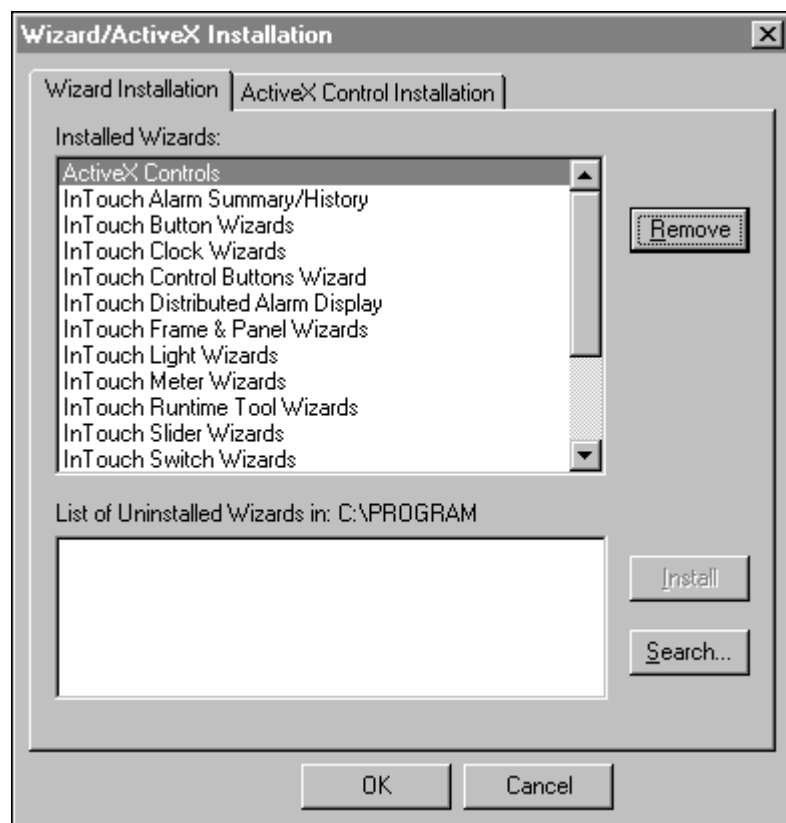 Wizard/ActiveX Installation
Wizard Installation
ActiveX Control Installation
Installed Wizards:
ActiveX Controls
InTouch Alarm Summary/History
InTouch Button Wizards
InTouch Clock Wizards
InTouch Control Buttons Wizard
InTouch Distributed Alarm Display
InTouch Frame & Panel Wizards
InTouch Light Wizards
InTouch Meter Wizards
InTouch Runtime Tool Wizards
InTouch Slider Wizards
InTouch Switch Wizards
Remove
List of Uninstalled Wizards in: C:\PROGRAM
Install
Search...
OK
Cancel